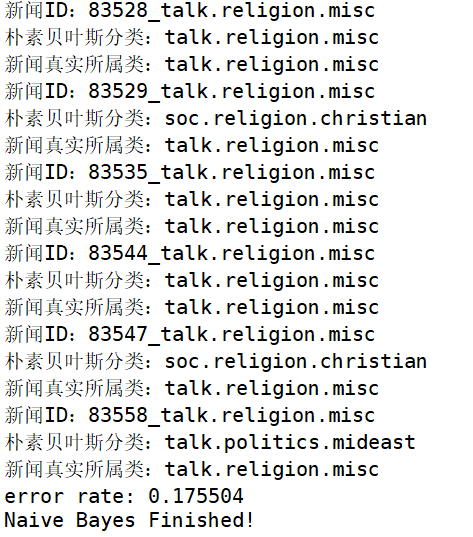 新闻ID：83528_talk.religion.misc
朴素贝叶斯分类：talk.religion.misc
新闻真实所属类：talk.religion.misc
新闻ID：83529_talk.religion.misc
朴素贝叶斯分类：soc.religion.christian
新闻真实所属类：talk.religion.misc
新闻ID：83535_talk.religion.misc
朴素贝叶斯分类：talk.religion.misc
新闻真实所属类：talk.religion.misc
新闻ID：83544_talk.religion.misc
朴素贝叶斯分类：talk.religion.misc
新闻真实所属类：talk.religion.misc
新闻ID：83547_talk.religion.misc
朴素贝叶斯分类：soc.religion.christian
新闻真实所属类：talk.religion.misc
新闻ID：83558_talk.religion.misc
朴素贝叶斯分类：talk.politics.mideast
新闻真实所属类：talk.religion.misc
error rate: 0.175504
Naive Bayes Finished!